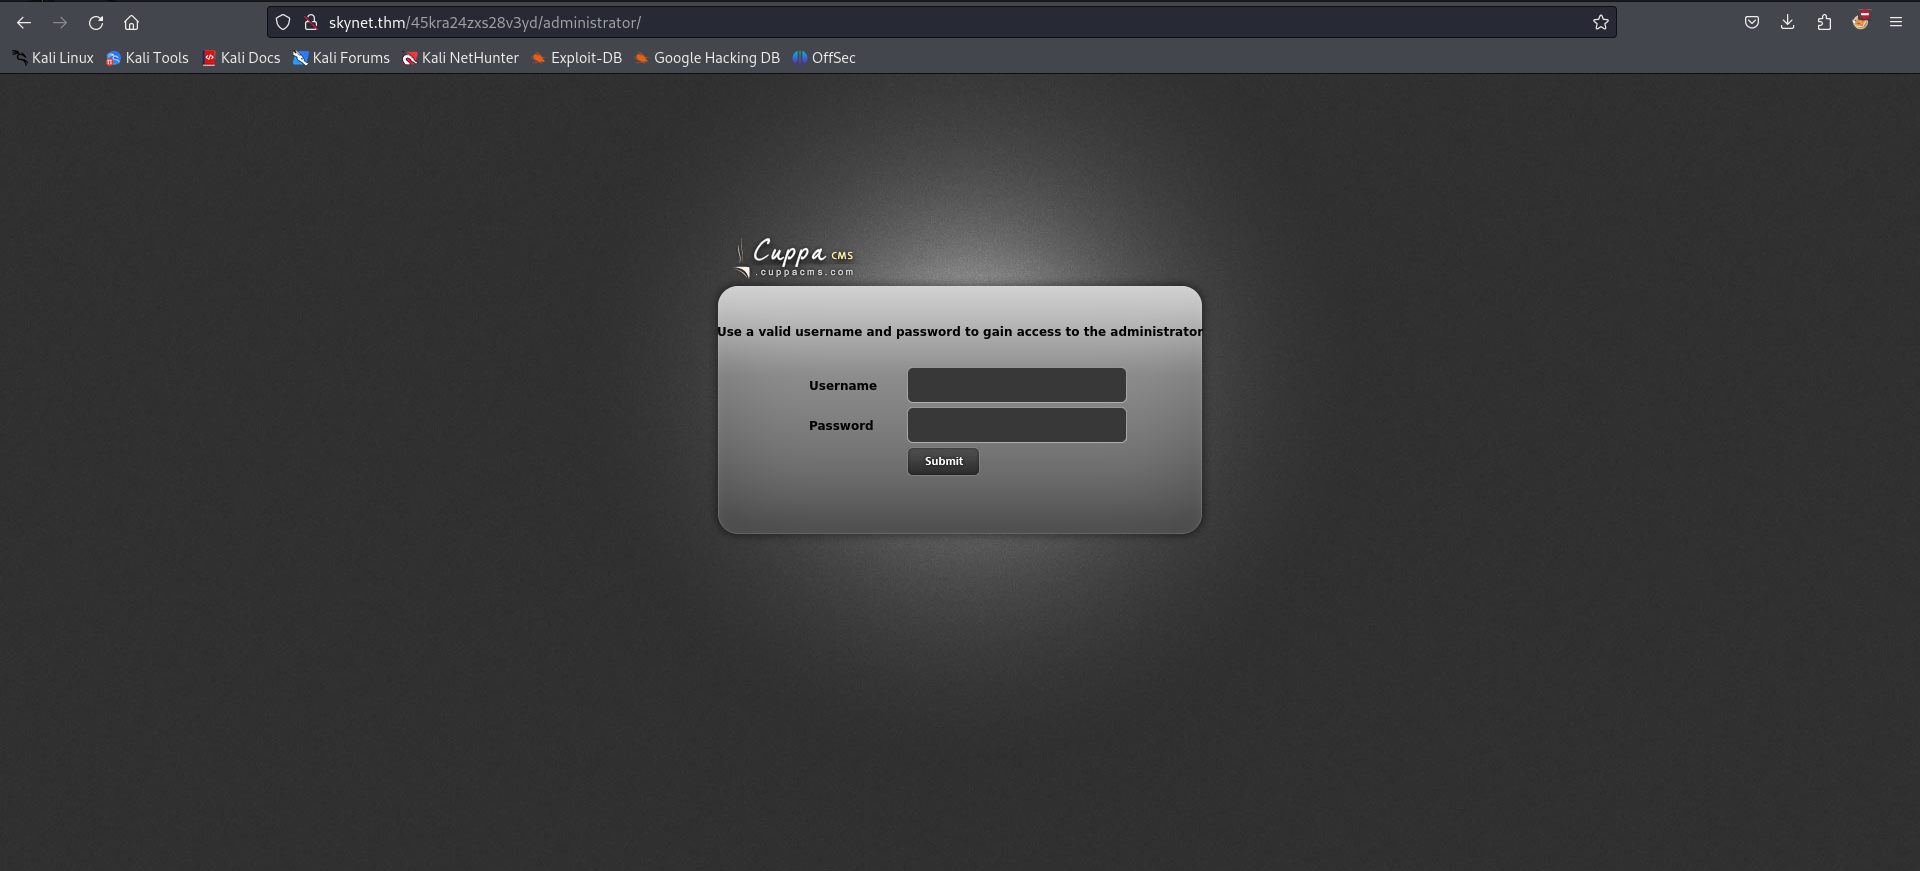 skynet.thm/45kra24zxs28v3yd/administrator/
Kali Linux Kali Tools Kali Docs Kali Forums Kali NetHunter Exploit-DB Google Hacking DB OffSec
Cuppa CMS
.cuppacms.com
Use a valid username and password to gain access to the administrator
Username
Password
Submit